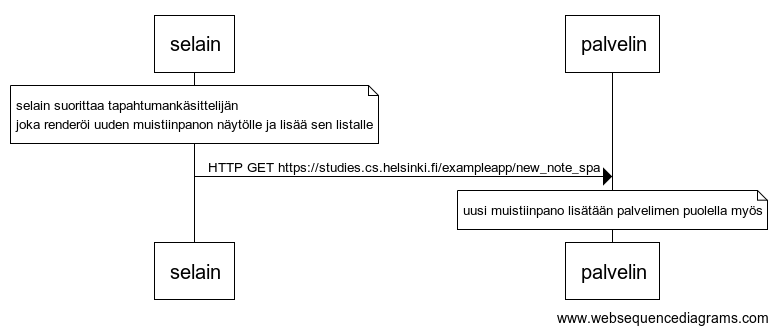 selain
palvelin
selain suorittaa tapahtumankäsittelijän
joka renderöi uuden muistiinpanon näytölle ja lisää sen listalle
HTTP GET https://studies.cs.helsinki.fi/exampleapp/new_note_spa
uusi muistiinpano lisätään palvelimen puolella myös
selain
palvelin
www.websequencediagrams.com